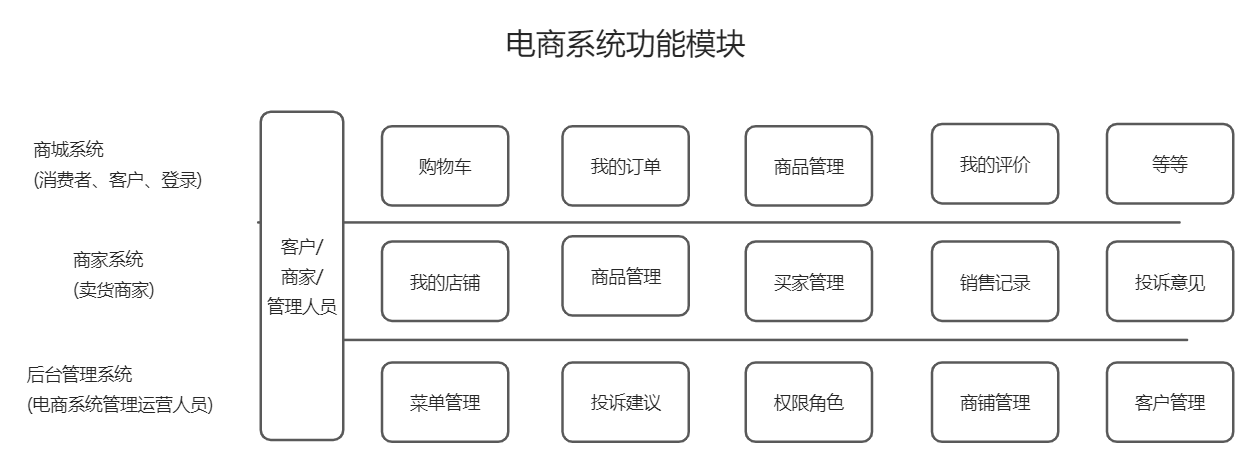 电商系统功能模块
商城系统
(消费者、客户、登录)
购物车
我的订单
商品管理
我的评价
等等
客户/
商家/
管理人员
商家系统
(卖货商家)
我的店铺
商品管理
买家管理
销售记录
投诉意见
后台管理系统
(电商系统管理运营人员)
菜单管理
投诉建议
权限角色
商铺管理
客户管理